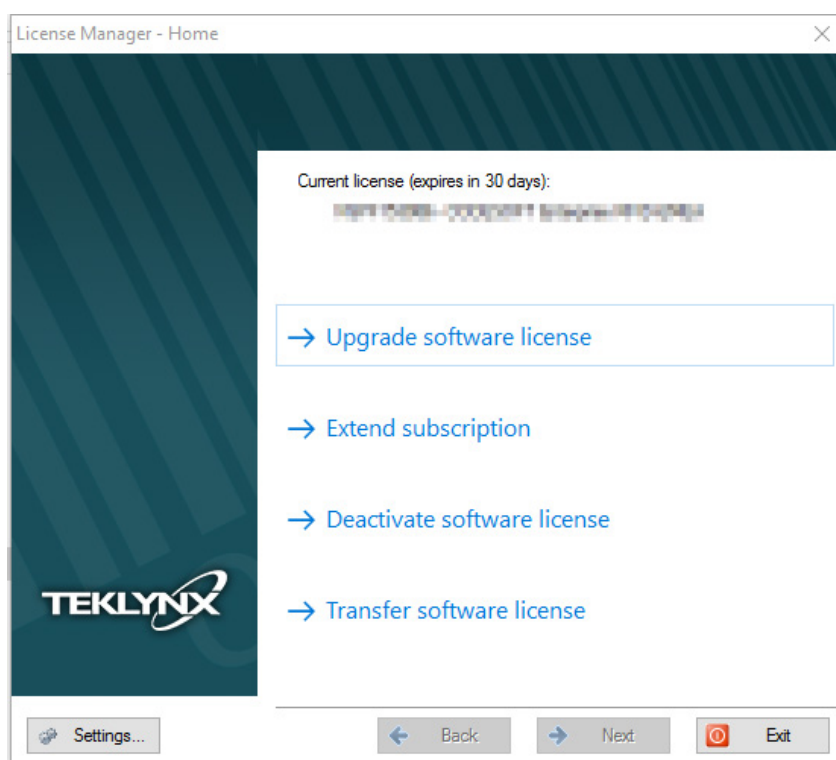 License Manager - Home
Current license (expires in 30 days):
→ Upgrade software license
→ Extend subscription
→ Deactivate software license
→ Transfer software license
TEKLYNX
Settings...
Back
Next
Exit